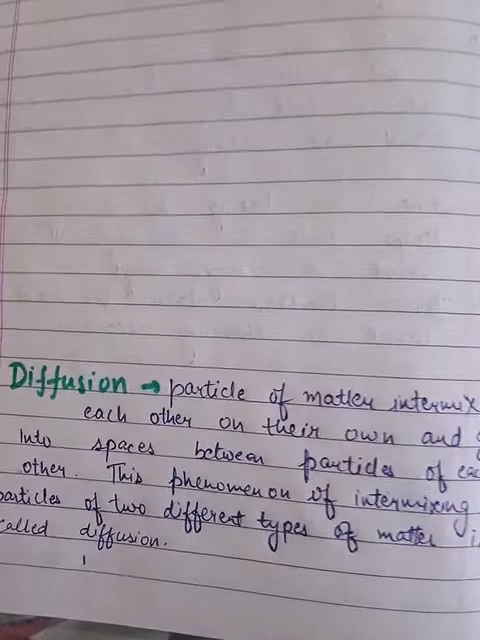 Diffusion → particle of matter intermix
each other on their own and
Into spaces between particles of
other. This phenomenon of intermixing
particles of two different types of matter
called diffusion.